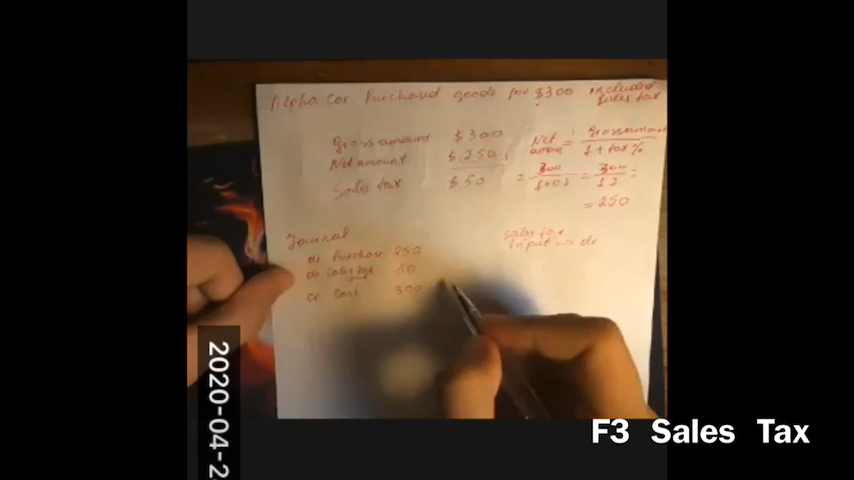 Alpha Cor Purchased goods for $300 included
sales tax
Gross amount $300
Net amount $250
Sales tax $50
Net amount = Gross amount
1 + tax%
= 300 = 300 =
1+0.2 1.2
= 250
Journal
dr Purchase 250
dr Sales tax 50
input
cr Cash 300
sales tax
input → dr
2020-04-2
F3 Sales Tax